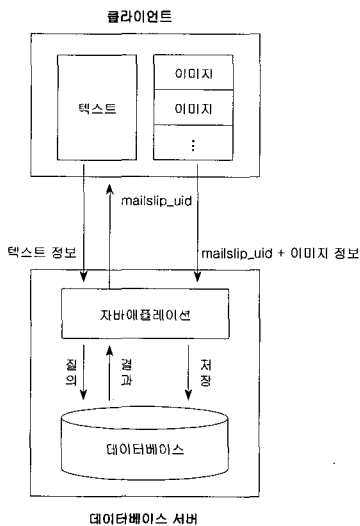 클라이언트
텍스트
이미지
이미지
⋮
mailslip_uid
텍스트 정보
mailslip_uid + 이미지 정보
자바애플레이션
질의
결과
저장
데이터베이스
데이터베이스 서버